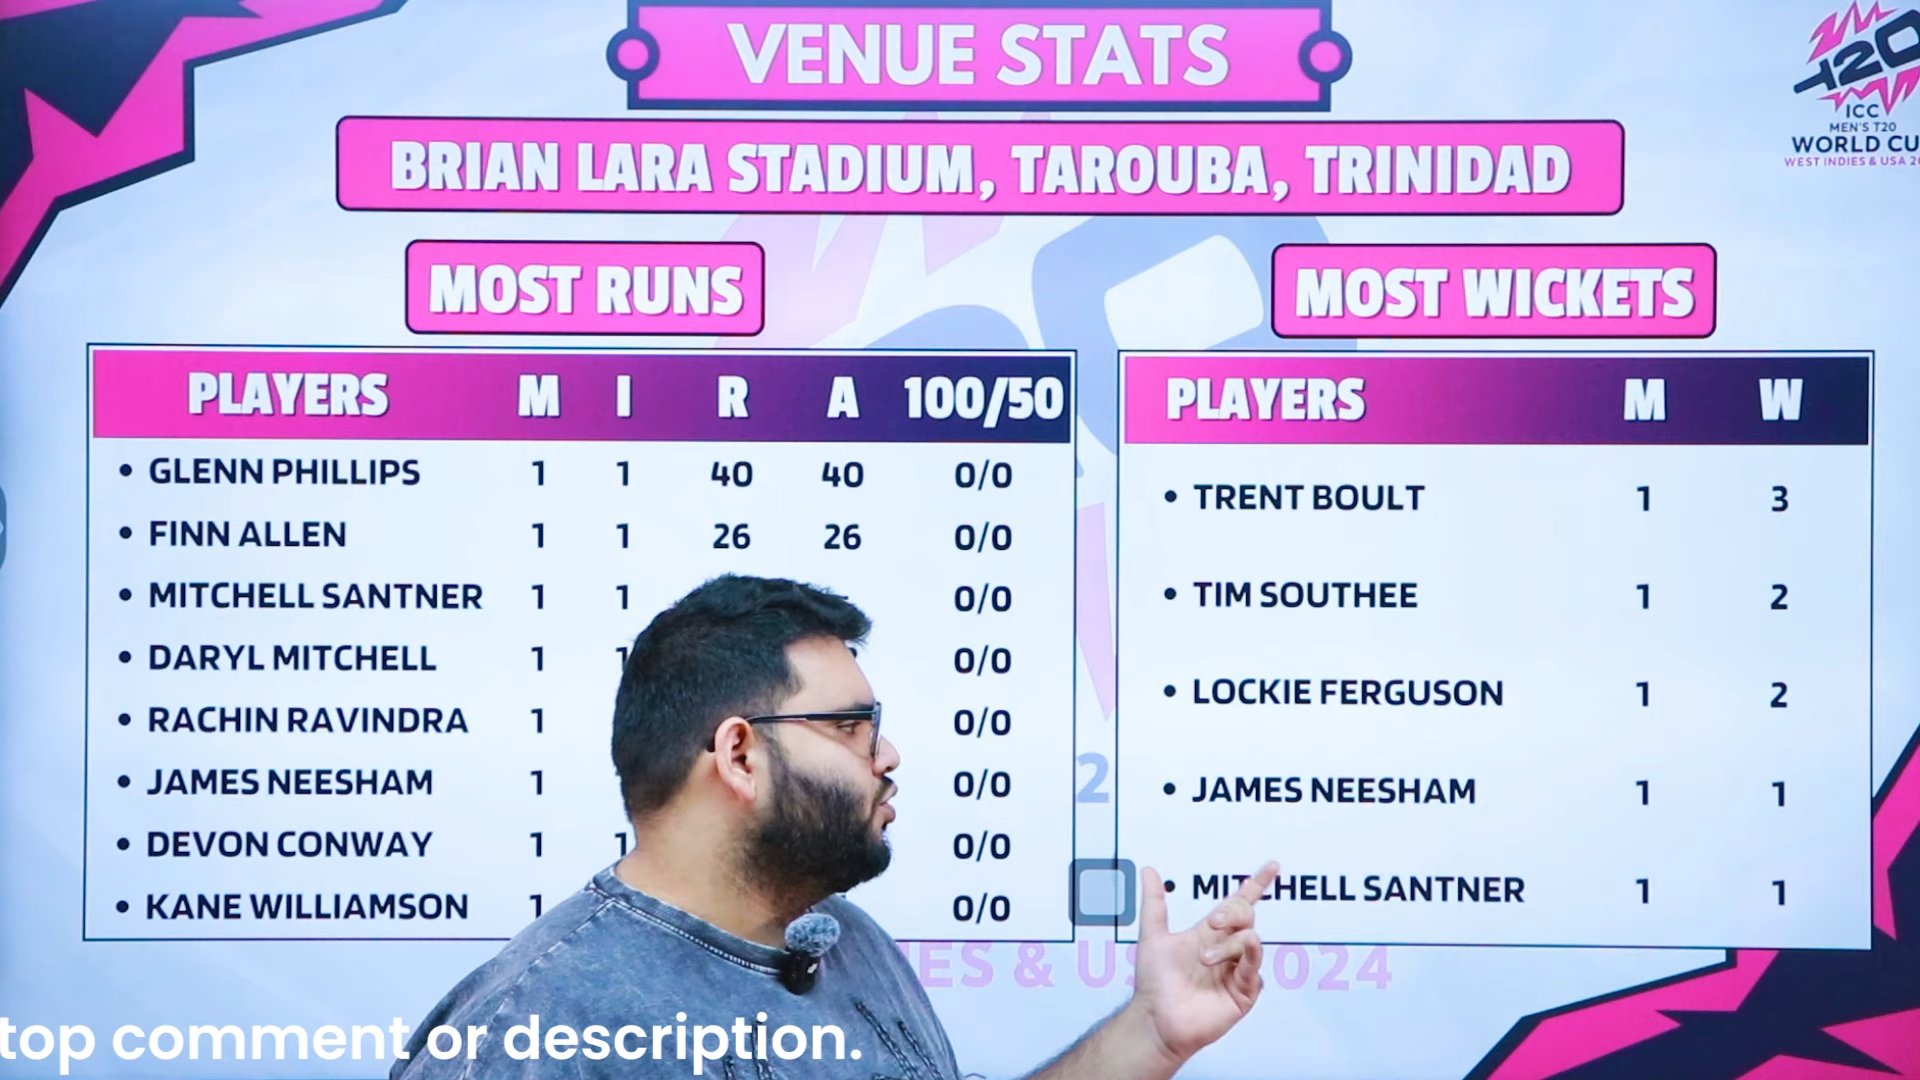 VENUE STATS
T20
ICC
MEN'S T20
WORLD CU
WEST INDIES & USA 20
BRIAN LARA STADIUM, TAROUBA, TRINIDAD
MOST RUNS
PLAYERS M I R A 100/50
• GLENN PHILLIPS 1 1 40 40 0/0
• FINN ALLEN 1 1 26 26 0/0
• MITCHELL SANTNER 1 1 0/0
• DARYL MITCHELL 1 1 0/0
• RACHIN RAVINDRA 1 0/0
• JAMES NEESHAM 1 0/0
• DEVON CONWAY 1 1 0/0
• KANE WILLIAMSON 1 0/0
MOST WICKETS
PLAYERS M W
• TRENT BOULT 1 3
• TIM SOUTHEE 1 2
• LOCKIE FERGUSON 1 2
• JAMES NEESHAM 1 1
• MITCHELL SANTNER 1 1
2
IES & US 2024
top comment or description.